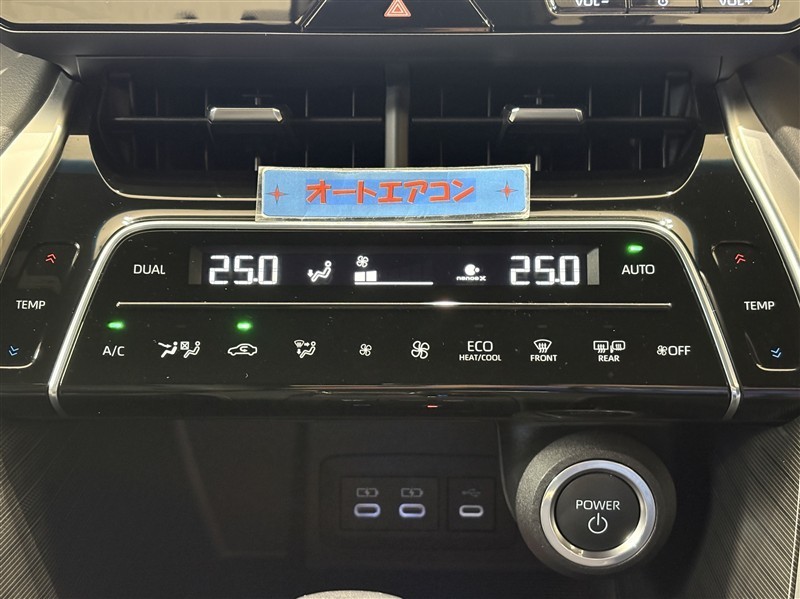 VOL− VOL+
オートエアコン
DUAL 25.0 nanoe X 25.0 AUTO
TEMP TEMP
A/C ECO HEAT/COOL FRONT REAR OFF
POWER